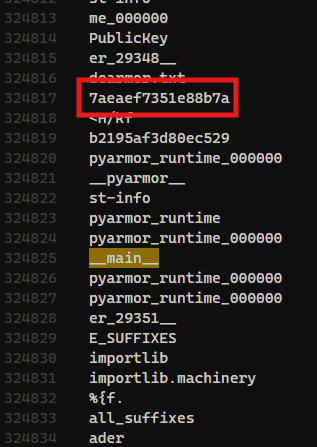 324812 st-info
324813 me_000000
324814 PublicKey
324815 er_29348__
324816 dearmor.txt
324817 7aeaef7351e88b7a
324818 <R/Rf
324819 b2195af3d80ec529
324820 pyarmor_runtime_000000
324821 __pyarmor__
324822 st-info
324823 pyarmor_runtime
324824 pyarmor_runtime_000000
324825 __main__
324826 pyarmor_runtime_000000
324827 pyarmor_runtime_000000
324828 er_29351__
324829 E_SUFFIXES
324830 importlib
324831 importlib.machinery
324832 %{f.
324833 all_suffixes
324834 ader